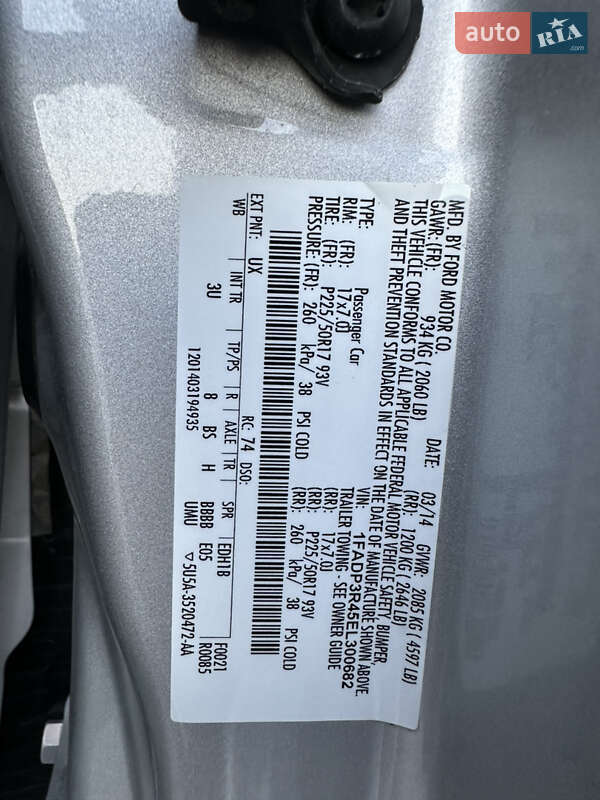 auto RIA
MFD. BY FORD MOTOR CO. DATE: 03/14 GVWR: 2085 KG ( 4597 LB)
GAWR: (FR): 934 KG ( 2060 LB) (RR): 1200 KG ( 2646 LB)
THIS VEHICLE CONFORMS TO ALL APPLICABLE FEDERAL MOTOR VEHICLE SAFETY, BUMPER,
AND THEFT PREVENTION STANDARDS IN EFFECT ON THE DATE OF MANUFACTURE SHOWN ABOVE.
VIN: 1FADP3R45EL300682
TYPE: Passenger Car TRAILER TOWING - SEE OWNER GUIDE
RIM: (FR): 17x7.0J (RR): 17x7.0J
TIRE: (FR): P225/50R17 93V (RR): P225/50R17 93V
PRESSURE: (FR): 260 kPa/ 38 PSI COLD (RR): 260 kPa/ 38 PSI COLD
EXT PNT: UX RC: 74 DSO: F0021
WB INT TR TP/PS R AXLE TR SPR EDH1B R0085
3U 8 BS H BBBB E05
1201403194935 UMU ▽5U5A-3520472-AA